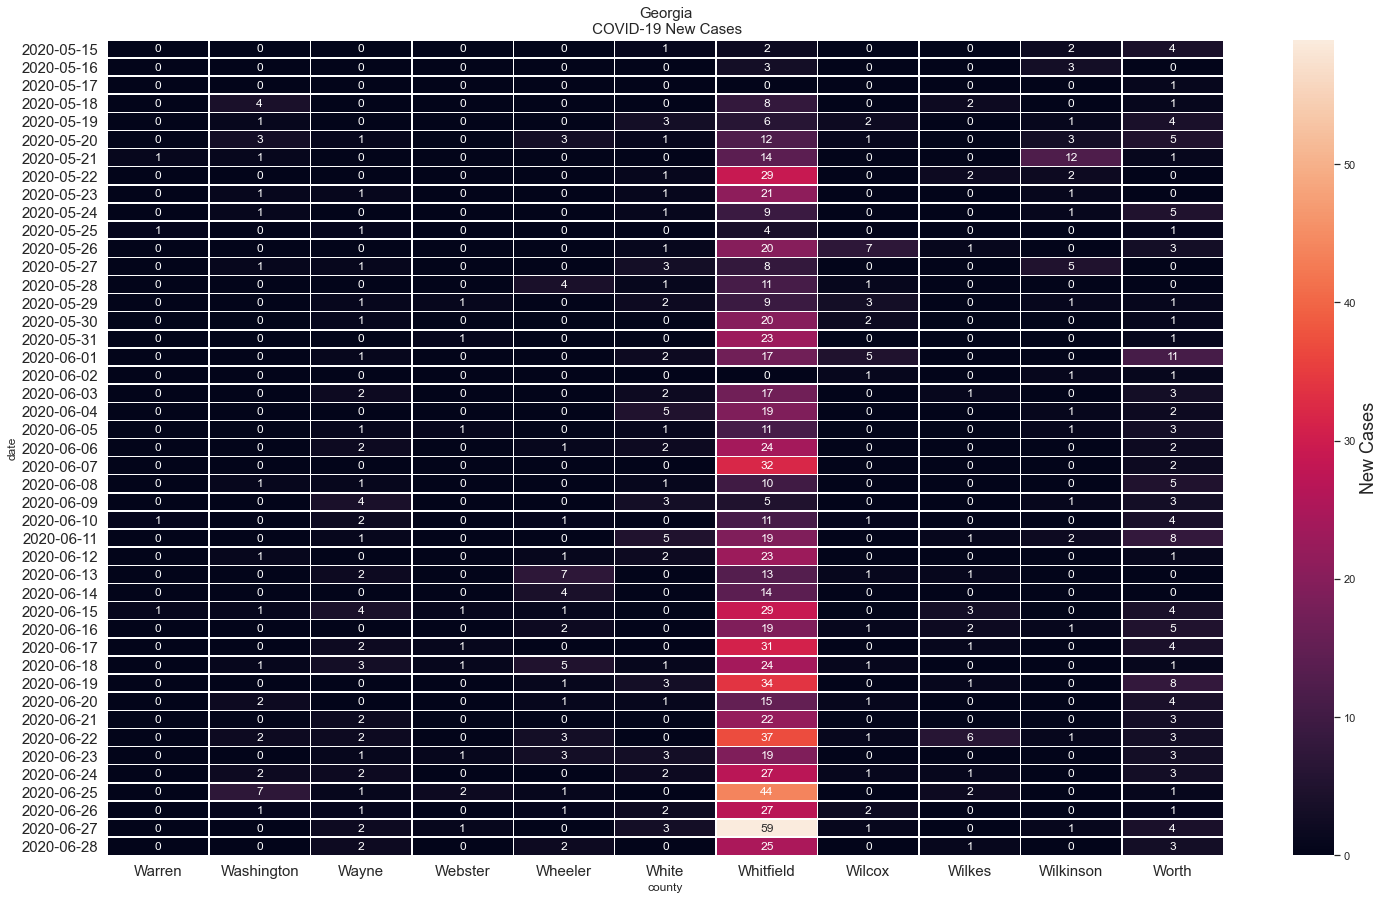 Georgia
COVID-19 New Cases
2020-05-15 0 0 0 0 0 1 2 0 0 2 4
2020-05-16 0 0 0 0 0 0 3 0 0 3 0
2020-05-17 0 0 0 0 0 0 0 0 0 0 1
2020-05-18 0 4 0 0 0 0 8 0 2 0 1
2020-05-19 0 1 0 0 0 3 6 2 0 1 4
2020-05-20 0 3 1 0 3 1 12 1 0 3 5
2020-05-21 1 1 0 0 0 0 14 0 0 12 1
2020-05-22 0 0 0 0 0 1 29 0 2 2 0
2020-05-23 0 1 1 0 0 1 21 0 0 1 0
2020-05-24 0 1 0 0 0 1 9 0 0 1 5
2020-05-25 1 0 1 0 0 0 4 0 0 0 1
2020-05-26 0 0 0 0 0 1 20 7 1 0 3
2020-05-27 0 1 1 0 0 3 8 0 0 5 0
2020-05-28 0 0 0 0 4 1 11 1 0 0 0
2020-05-29 0 0 1 1 0 2 9 3 0 1 1
2020-05-30 0 0 1 0 0 0 20 2 0 0 1
2020-05-31 0 0 0 1 0 0 23 0 0 0 1
2020-06-01 0 0 1 0 0 2 17 5 0 0 11
2020-06-02 0 0 0 0 0 0 0 1 0 1 1
2020-06-03 0 0 2 0 0 2 17 0 1 0 3
2020-06-04 0 0 0 0 0 5 19 0 0 1 2
2020-06-05 0 0 1 1 0 1 11 0 0 1 3
2020-06-06 0 0 2 0 1 2 24 0 0 0 2
2020-06-07 0 0 0 0 0 0 32 0 0 0 2
2020-06-08 0 1 1 0 0 1 10 0 0 0 5
2020-06-09 0 0 4 0 0 3 5 0 0 1 3
2020-06-10 1 0 2 0 1 0 11 1 0 0 4
2020-06-11 0 0 1 0 0 5 19 0 1 2 8
2020-06-12 0 1 0 0 1 2 23 0 0 0 1
2020-06-13 0 0 2 0 7 0 13 1 1 0 0
2020-06-14 0 0 0 0 4 0 14 0 0 0 0
2020-06-15 1 1 4 1 1 0 29 0 3 0 4
2020-06-16 0 0 0 0 2 0 19 1 2 1 5
2020-06-17 0 0 2 1 0 0 31 0 1 0 4
2020-06-18 0 1 3 1 5 1 24 1 0 0 1
2020-06-19 0 0 0 0 1 3 34 0 1 0 8
2020-06-20 0 2 0 0 1 1 15 1 0 0 4
2020-06-21 0 0 2 0 0 0 22 0 0 0 3
2020-06-22 0 2 2 0 3 0 37 1 6 1 3
2020-06-23 0 0 1 1 3 3 19 0 0 0 3
2020-06-24 0 2 2 0 0 2 27 1 1 0 3
2020-06-25 0 7 1 2 1 0 44 0 2 0 1
2020-06-26 0 1 1 0 1 2 27 2 0 0 1
2020-06-27 0 0 2 1 0 3 59 1 0 1 4
2020-06-28 0 0 2 0 2 0 25 0 1 0 3
Warren Washington Wayne Webster Wheeler White Whitfield Wilcox Wilkes Wilkinson Worth
county
date
50
40
30
20
10
0
New Cases